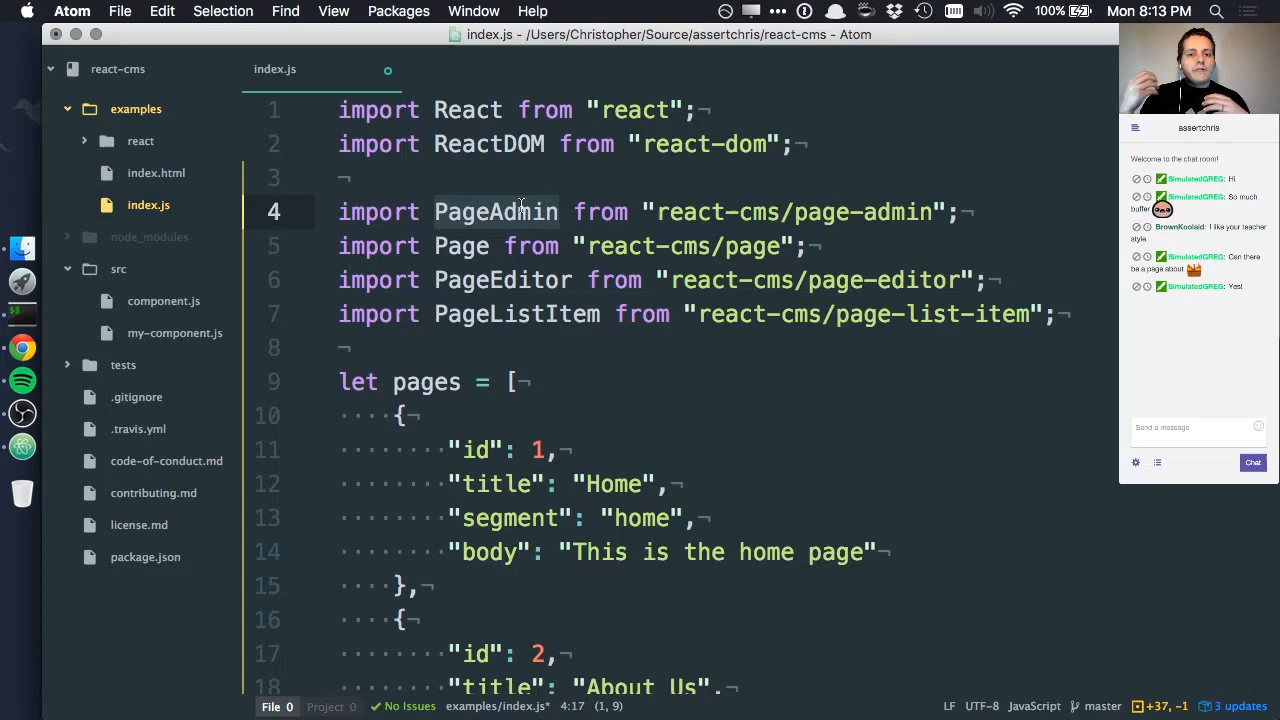 Atom File Edit Selection Find View Packages Window Help 100% Mon 8:13 PM
index.js - /Users/Christopher/Source/assertchris/react-cms - Atom
react-cms
examples
react
index.html
index.js
node_modules
src
component.js
my-component.js
tests
.gitignore
.travis.yml
code-of-conduct.md
contributing.md
license.md
package.json
index.js
1 import React from "react";¬
2 import ReactDOM from "react-dom";¬
3 ¬
4 import PageAdmin from "react-cms/page-admin";¬
5 import Page from "react-cms/page";¬
6 import PageEditor from "react-cms/page-editor";¬
7 import PageListItem from "react-cms/page-list-item";¬
8 ¬
9 let pages = [¬
10 ····{¬
11 ········"id": 1,¬
12 ········"title": "Home",¬
13 ········"segment": "home",¬
14 ········"body": "This is the home page"¬
15 ····},¬
16 ····{¬
17 ········"id": 2,¬
18 ········"title": "About Us",¬
File 0 Project 0 No Issues examples/index.js* 4:17 (1, 9) LF UTF-8 JavaScript master +37, -1 3 updates
assertchris
Welcome to the chat room!
SimulatedGREG: Hi
SimulatedGREG: So much
buffer
BrownKoolaid: I like your teacher
style
SimulatedGREG: Can there
be a page about
SimulatedGREG: Yes!
Send a message
Chat